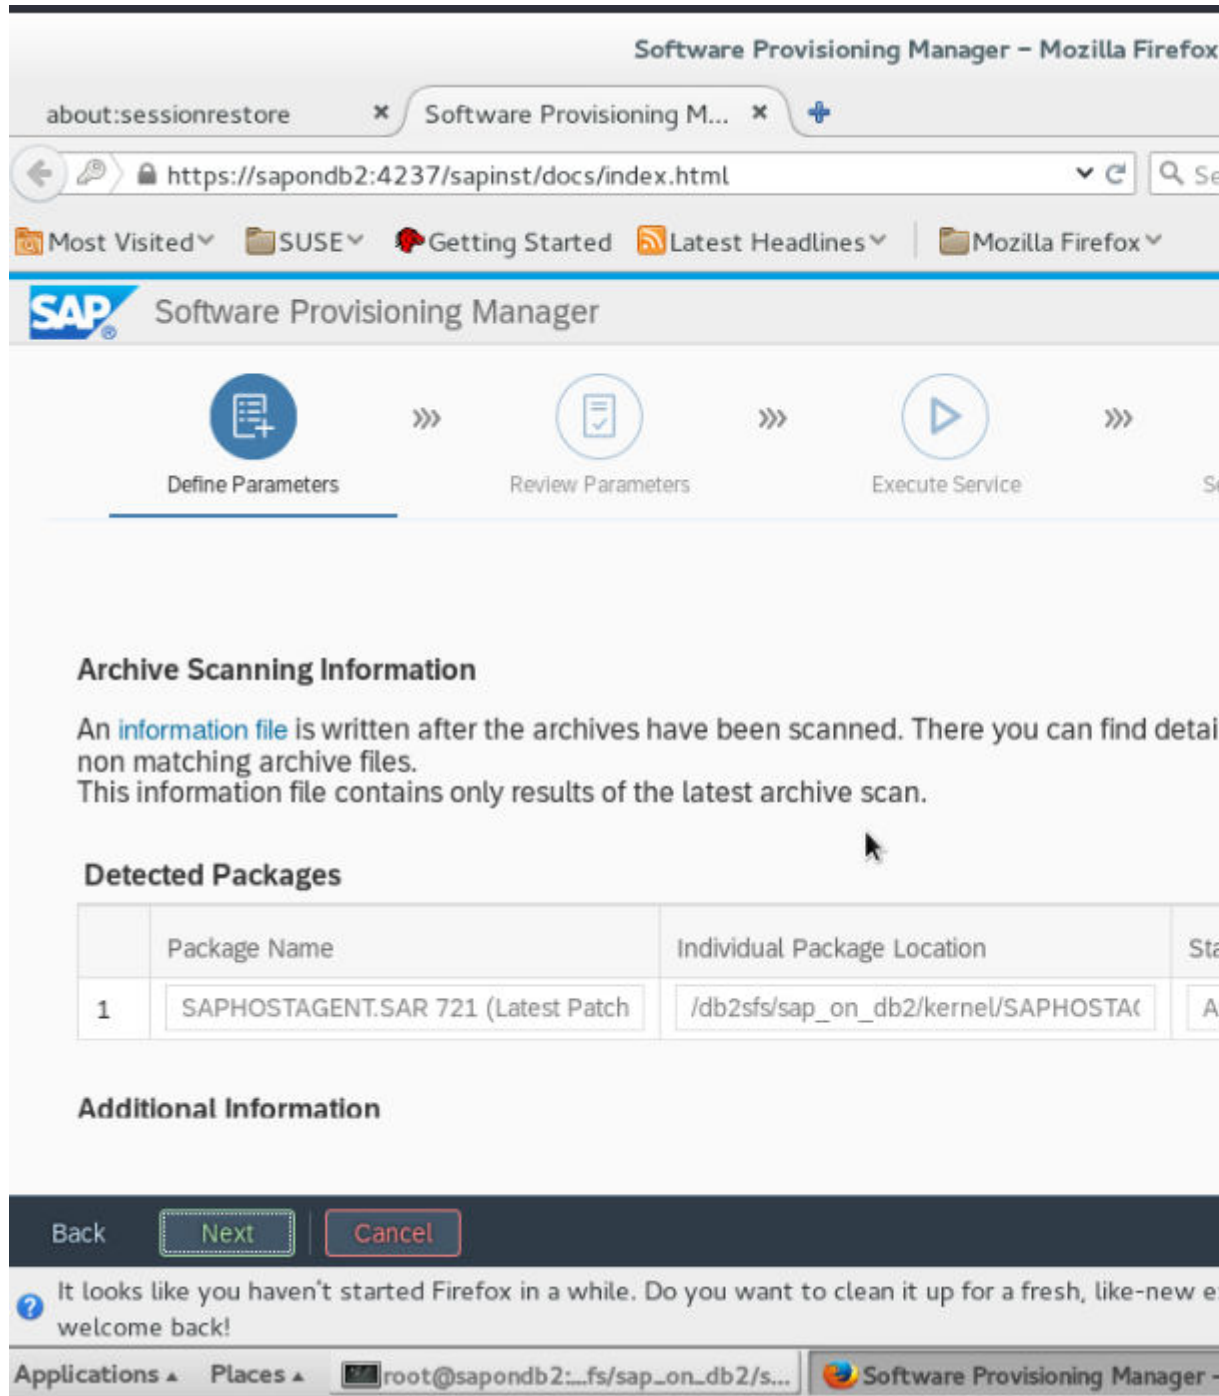 Software Provisioning Manager – Mozilla Firefox
about:sessionrestore
Software Provisioning M...
https://sapondb2:4237/sapinst/docs/index.html
Se
Most Visited
SUSE
Getting Started
Latest Headlines
Mozilla Firefox
SAP®
Software Provisioning Manager
Define Parameters
Review Parameters
Execute Service
Archive Scanning Information
An information file is written after the archives have been scanned. There you can find detai
non matching archive files.
This information file contains only results of the latest archive scan.
Detected Packages
Package Name
Individual Package Location
Sta
1
SAPHOSTAGENT.SAR 721 (Latest Patch
/db2sfs/sap_on_db2/kernel/SAPHOSTA
A
Additional Information
Back
Next
Cancel
It looks like you haven't started Firefox in a while. Do you want to clean it up for a fresh, like-new e
welcome back!
Applications
Places
root@sapondb2:...fs/sap_on_db2/s...
Software Provisioning Manager -